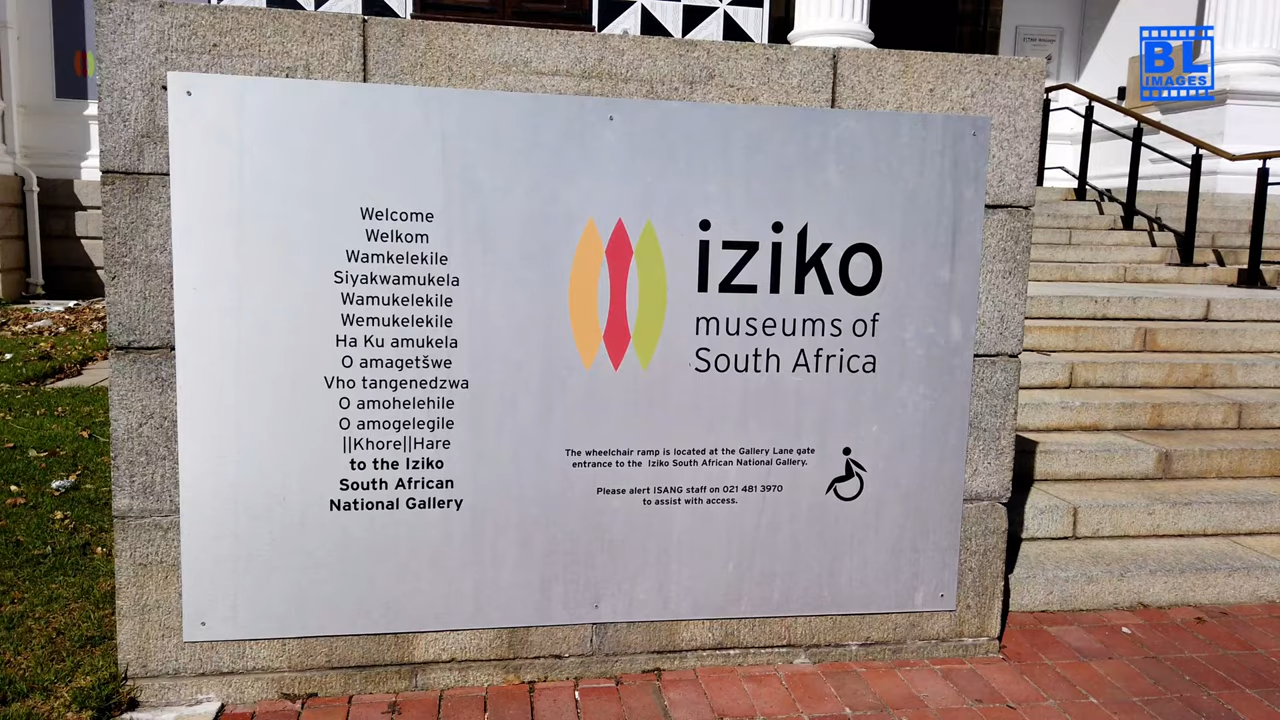 BL
IMAGES
Welcome
Welkom
Wamkelekile
Siyakwamukela
Wamukelekile
Wemukelekile
Ha Ku amukela
O amagetšwe
Vho tangenedzwa
O amohelehile
O amogelegile
||Khore||Hare
to the Iziko
South African
National Gallery
iziko
museums of
South Africa
The wheelchair ramp is located at the Gallery Lane gate
entrance to the Iziko South African National Gallery.
Please alert ISANG staff on 021 481 3970
to assist with access.